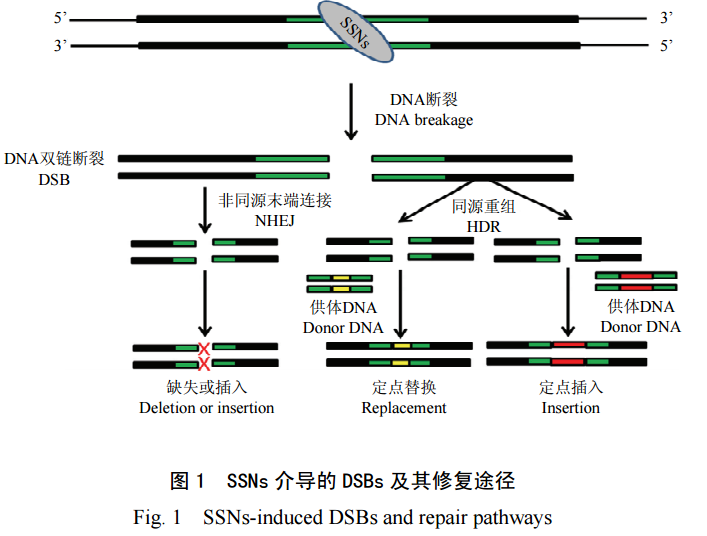 5’
3’
SSNs
3’
5’
DNA断裂
DNA breakage
DNA双链断裂
DSB
非同源末端连接
NHEJ
同源重组
HDR
供体DNA
Donor DNA
供体DNA
Donor DNA
X
X
缺失或插入
Deletion or insertion
定点替换
Replacement
定点插入
Insertion
图 1 SSNs 介导的 DSBs 及其修复途径
Fig. 1 SSNs-induced DSBs and repair pathways